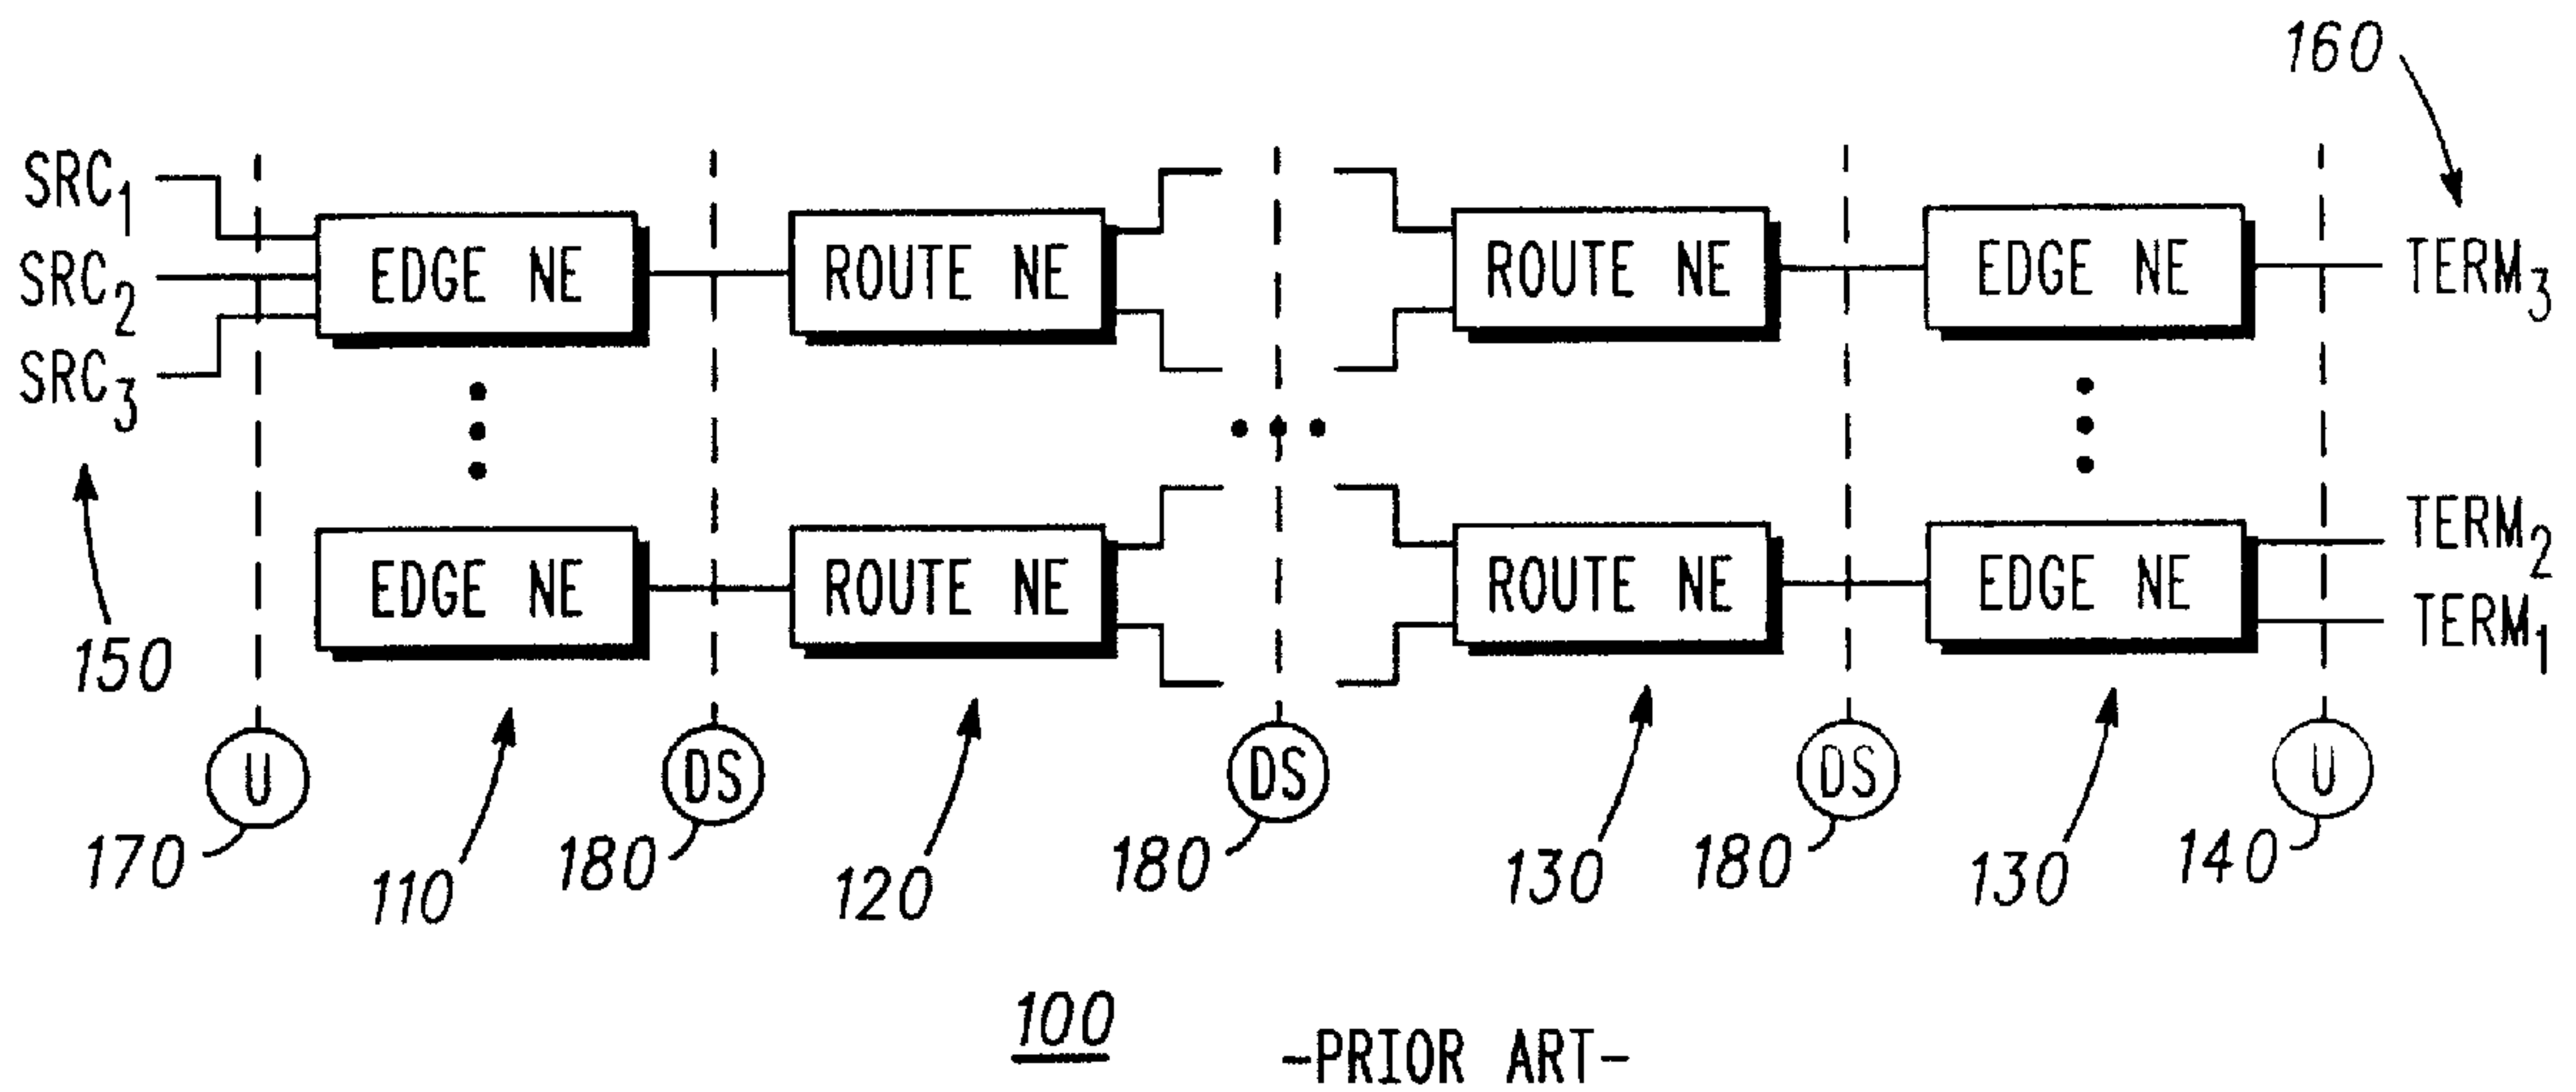 160
SRC1
SRC2
SRC3
EDGE NE
ROUTE NE
ROUTE NE
EDGE NE
TERM3
EDGE NE
ROUTE NE
ROUTE NE
EDGE NE
TERM2
TERM1
150
U
DS
DS
DS
U
170
110
180
120
180
130
180
130
140
100
-PRIOR ART-